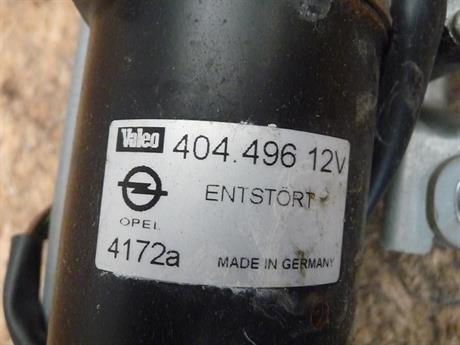 Valeo 404.496 12V
ENTSTÖRT
OPEL
4172a MADE IN GERMANY